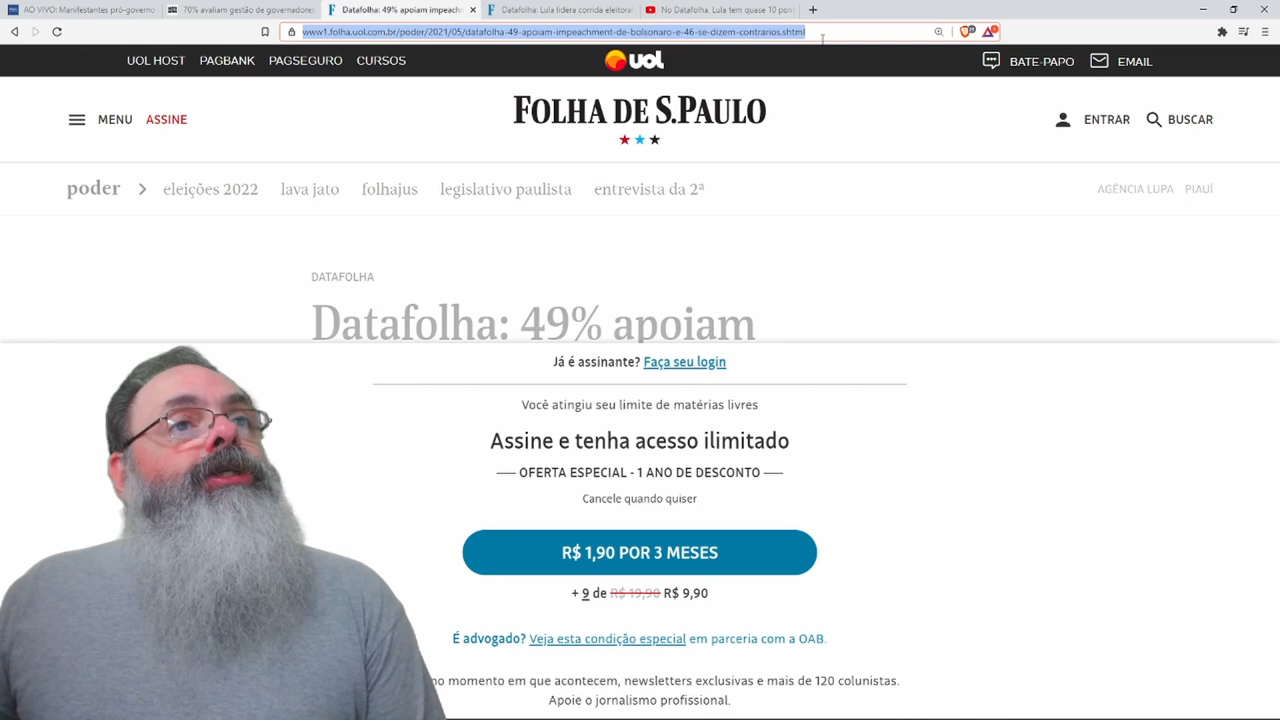 AO VIVO: Manifestantes pró-governo
70% avaliam gestão de governadores
Datafolha: 49% apoiam impeachm
Datafolha: Lula lidera corrida eleitoral
No Datafolha, Lula tem quase 10 pon
www1.folha.uol.com.br/poder/2021/05/datafolha-49-apoiam-impeachment-de-bolsonaro-e-46-se-dizem-contrarios.shtml
UOL HOST PAGBANK PAGSEGURO CURSOS
UOL
BATE-PAPO EMAIL
MENU ASSINE
FOLHA DE S.PAULO
ENTRAR BUSCAR
poder eleições 2022 lava jato folhajus legislativo paulista entrevista da 2ª
AGÊNCIA LUPA PIAUÍ
DATAFOLHA
Datafolha: 49% apoiam
Já é assinante? Faça seu login
Você atingiu seu limite de matérias livres
Assine e tenha acesso ilimitado
OFERTA ESPECIAL - 1 ANO DE DESCONTO
Cancele quando quiser
R$ 1,90 POR 3 MESES
+ 9 de R$ 19,90 R$ 9,90
É advogado? Veja esta condição especial em parceria com a OAB.
no momento em que acontecem, newsletters exclusivas e mais de 120 colunistas.
Apoie o jornalismo profissional.